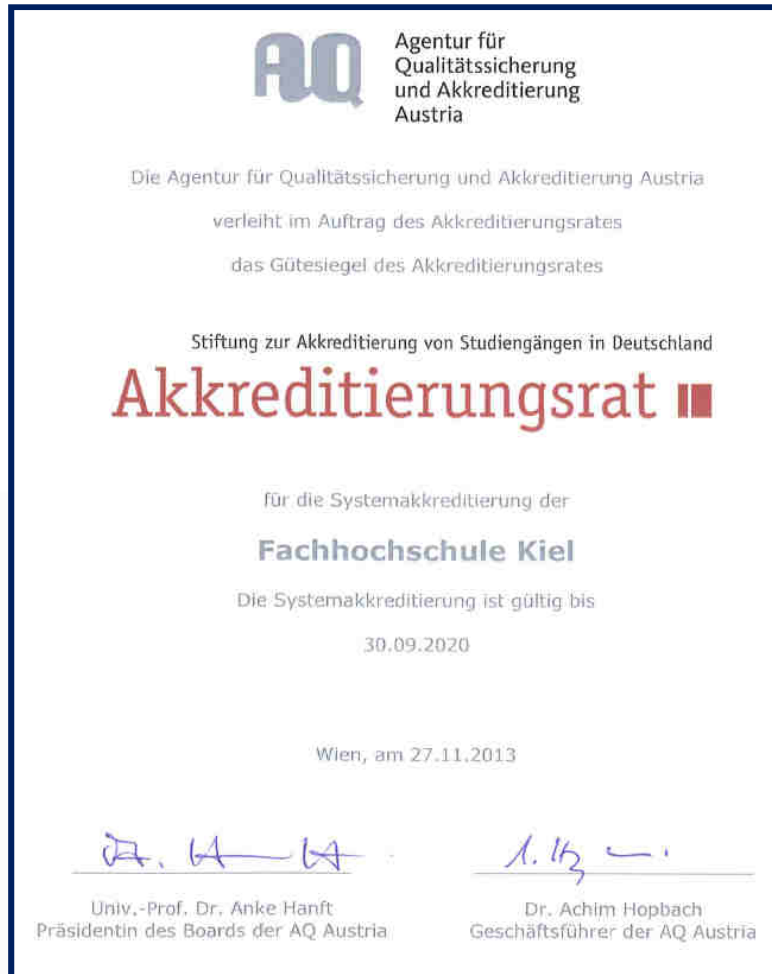 AQ
Agentur für
Qualitätssicherung
und Akkreditierung
Austria
Die Agentur für Qualitätssicherung und Akkreditierung Austria
verleiht im Auftrag des Akkreditierungsrates
das Gütesiegel des Akkreditierungsrates
Stiftung zur Akkreditierung von Studiengängen in Deutschland
Akkreditierungsrat
für die Systemakkreditierung der
Fachhochschule Kiel
Die Systemakkreditierung ist gültig bis
30.09.2020
Wien, am 27.11.2013
Univ.-Prof. Dr. Anke Hanft
Präsidentin des Boards der AQ Austria
Dr. Achim Hopbach
Geschäftsführer der AQ Austria